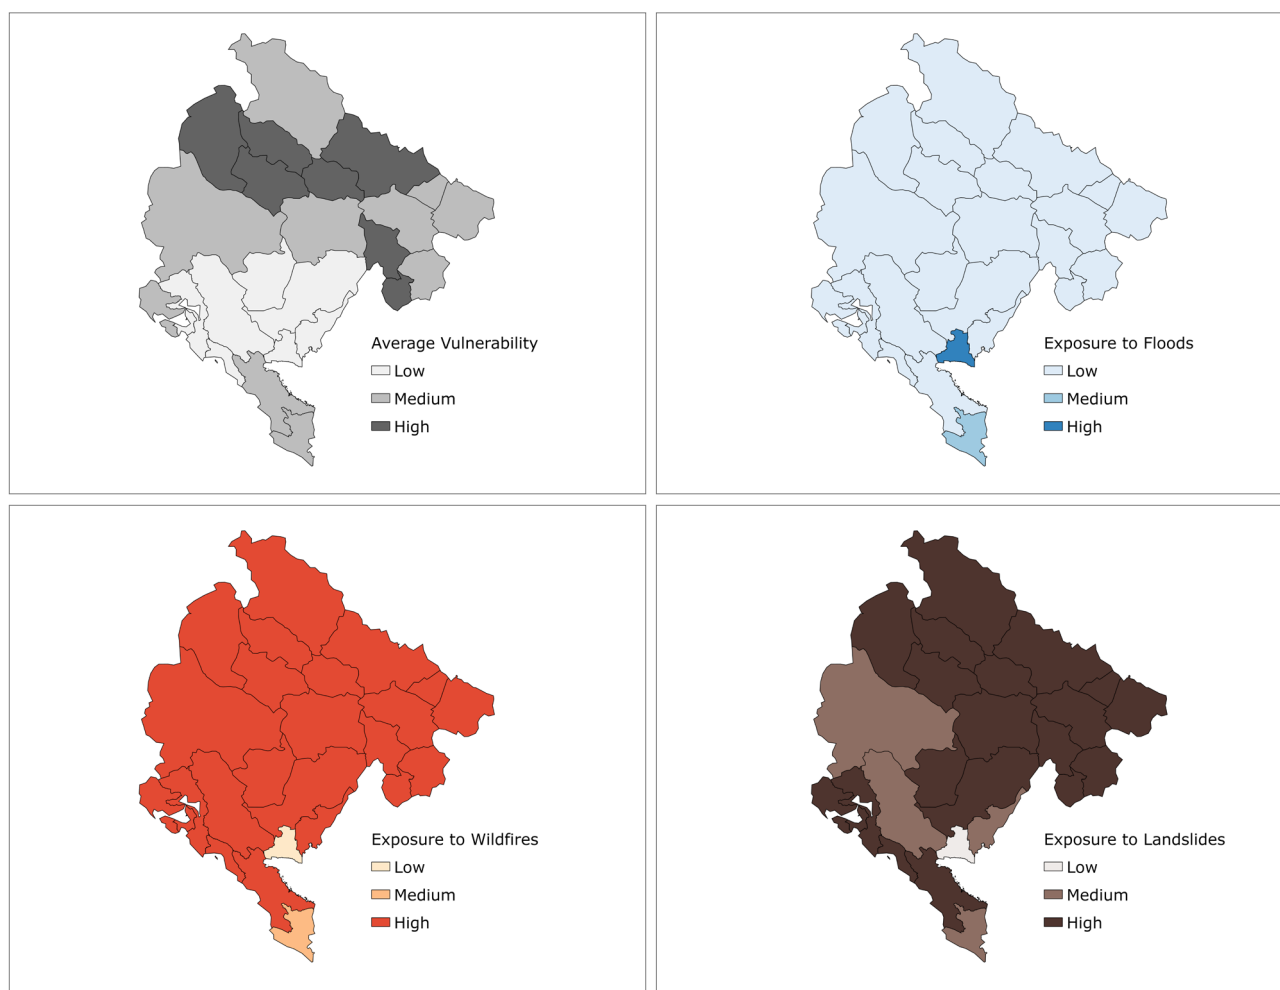 Average Vulnerability
Low
Medium
High
Exposure to Floods
Low
Medium
High
Exposure to Wildfires
Low
Medium
High
Exposure to Landslides
Low
Medium
High